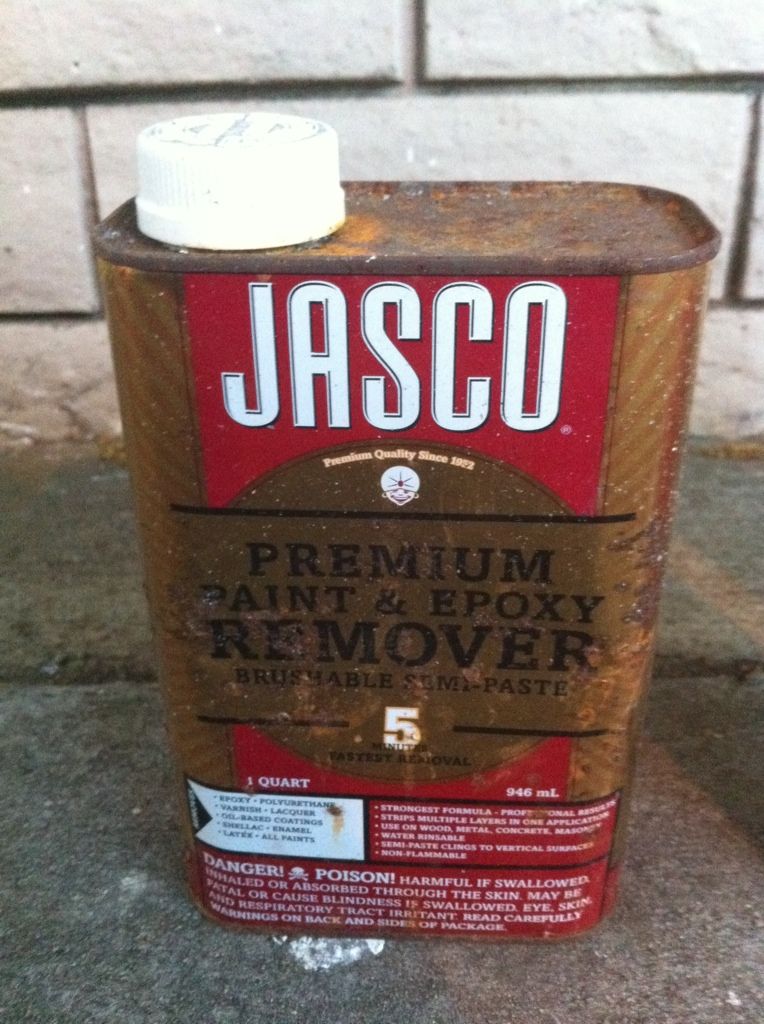 JASCO®
Premium Quality Since 1922
PREMIUM
PAINT & EPOXY
REMOVER
BRUSHABLE SEMI-PASTE
5
MINUTES
FASTEST REMOVAL
1 QUART
946 mL
• EPOXY • POLYURETHANE
• VARNISH • LACQUER
• OIL-BASED COATINGS
• SHELLAC • ENAMEL
• LATEX • ALL PAINTS
• STRONGEST FORMULA - PROFESSIONAL RESULTS
• STRIPS MULTIPLE LAYERS IN ONE APPLICATION
• USE ON WOOD, METAL, CONCRETE, MASONRY
• WATER RINSABLE
• SEMI-PASTE CLINGS TO VERTICAL SURFACES
• NON-FLAMMABLE
DANGER! POISON! HARMFUL IF SWALLOWED,
INHALED OR ABSORBED THROUGH THE SKIN. MAY BE
FATAL OR CAUSE BLINDNESS IF SWALLOWED. EYE, SKIN,
AND RESPIRATORY TRACT IRRITANT. READ CAREFULLY
WARNINGS ON BACK AND SIDES OF PACKAGE.